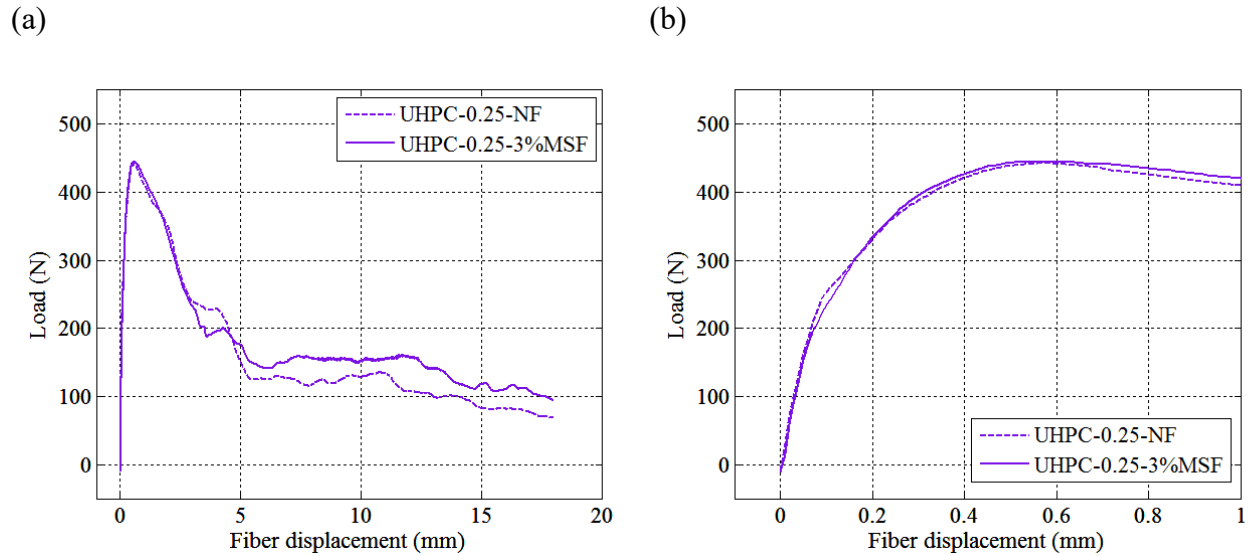 (a)
500
400
300
200
100
0
Load (N)
UHPC-0.25-NF
UHPC-0.25-3%MSF
0 5 10 15 20
Fiber displacement (mm)
(b)
500
400
300
200
100
0
Load (N)
UHPC-0.25-NF
UHPC-0.25-3%MSF
0 0.2 0.4 0.6 0.8 1
Fiber displacement (mm)